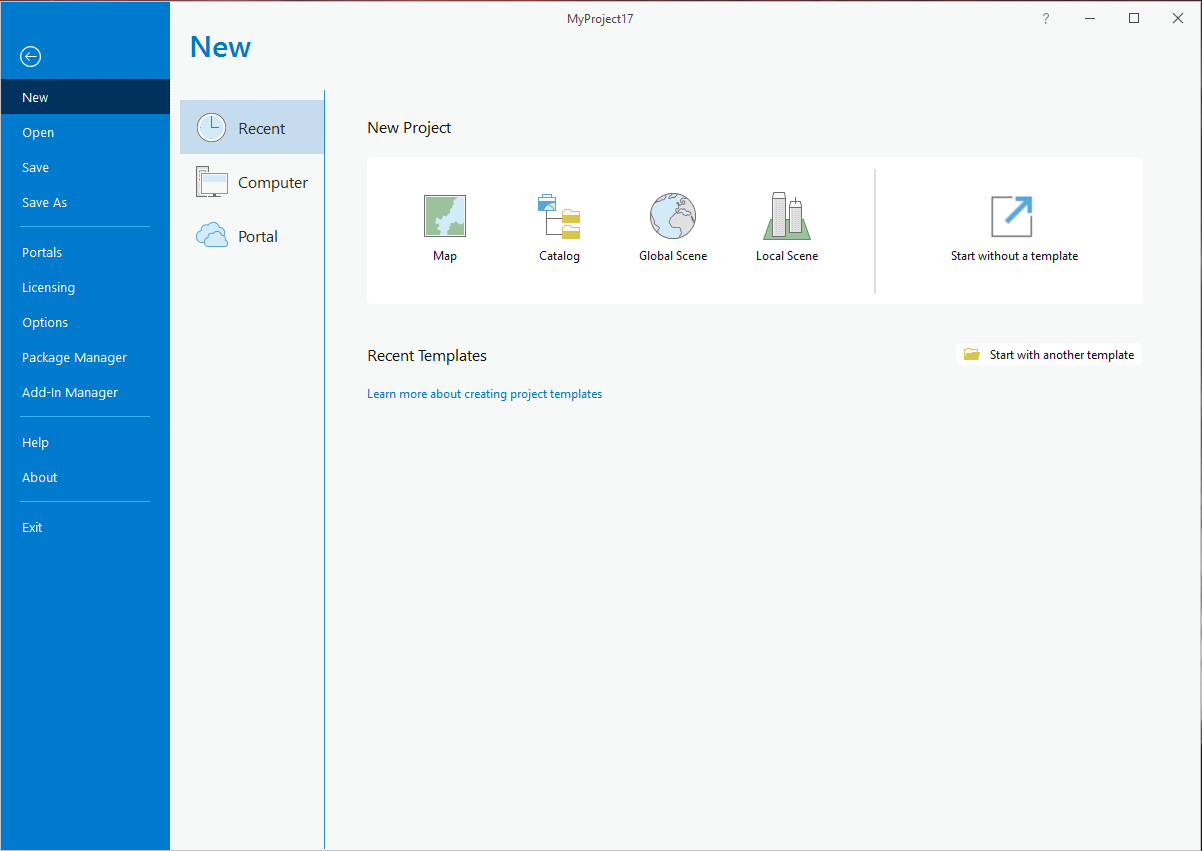 MyProject17
?
New
New
Open
Save
Save As
Portals
Licensing
Options
Package Manager
Add-In Manager
Help
About
Exit
Recent
Computer
Portal
New Project
Map
Catalog
Global Scene
Local Scene
Start without a template
Recent Templates
Start with another template
Learn more about creating project templates